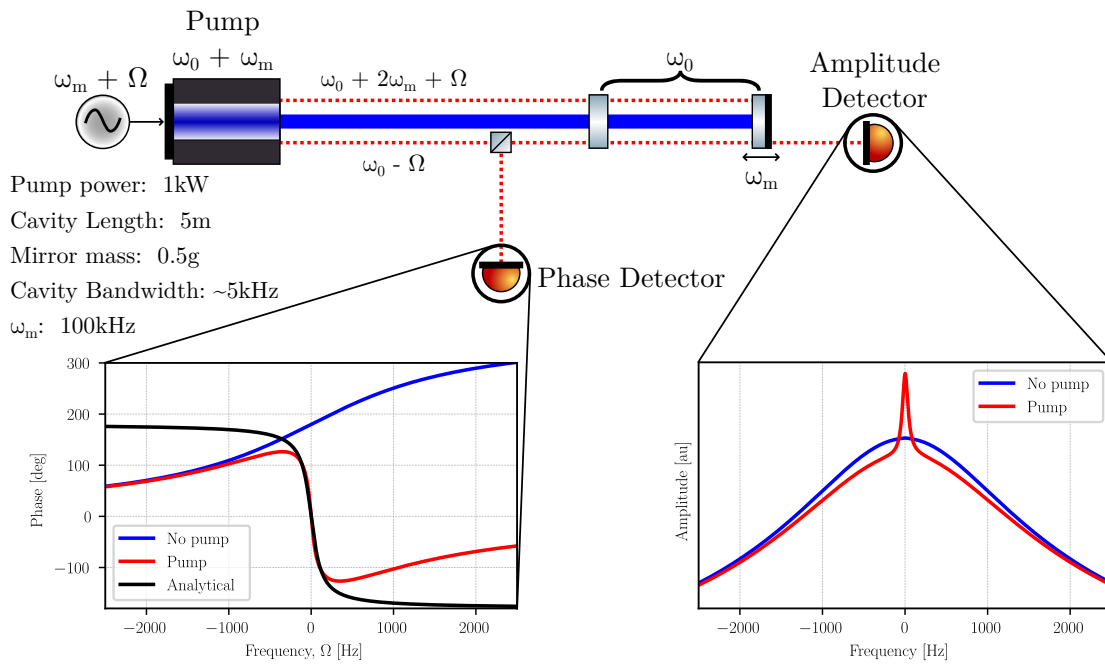 Pump
ω₀ + ωₘ
ωₘ + Ω
ω₀ + 2ωₘ + Ω
ω₀ - Ω
ω₀
Amplitude
Detector
ωₘ
Pump power: 1kW
Cavity Length: 5m
Mirror mass: 0.5g
Cavity Bandwidth: ~5kHz
ωₘ: 100kHz
Phase Detector
300
200
100
0
−100
Phase [deg]
No pump
Pump
Analytical
−2000 −1000 0 1000 2000
Frequency, Ω [Hz]
No pump
Pump
Amplitude [au]
−2000 −1000 0 1000 2000
Frequency [Hz]